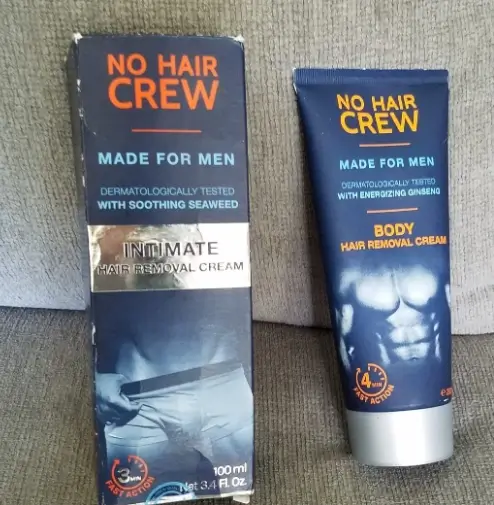 NO HAIR
CREW
MADE FOR MEN
DERMATOLOGICALLY TESTED
WITH SOOTHING SEAWEED
INTIMATE
HAIR REMOVAL CREAM
3 MIN
FAST ACTION
100 ml
Net 3.4 Fl. Oz.
NO HAIR
CREW
MADE FOR MEN
DERMATOLOGICALLY TESTED
WITH ENERGIZING GINSENG
BODY
HAIR REMOVAL CREAM
4 MIN
FAST ACTION